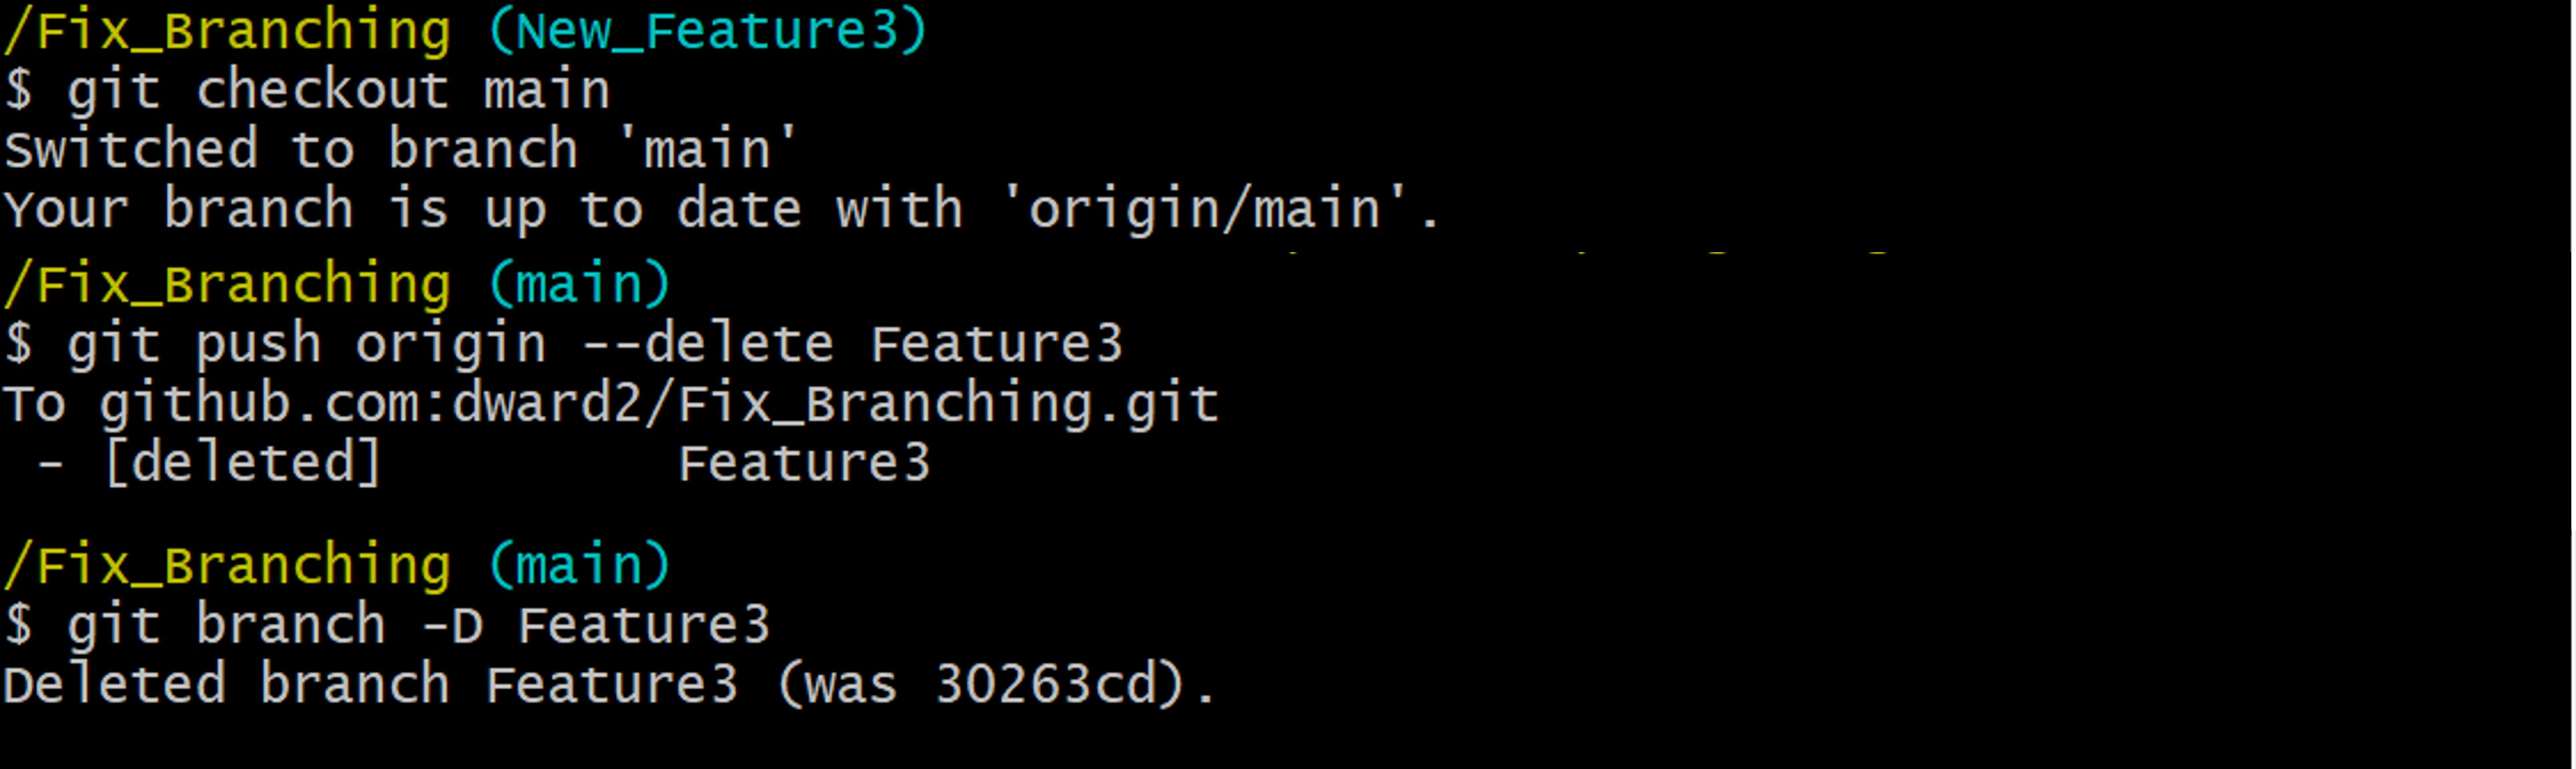 /Fix_Branching (New_Feature3)
$ git checkout main
Switched to branch 'main'
Your branch is up to date with 'origin/main'.
/Fix_Branching (main)
$ git push origin --delete Feature3
To github.com:dward2/Fix_Branching.git
 - [deleted]         Feature3
/Fix_Branching (main)
$ git branch -D Feature3
Deleted branch Feature3 (was 30263cd).